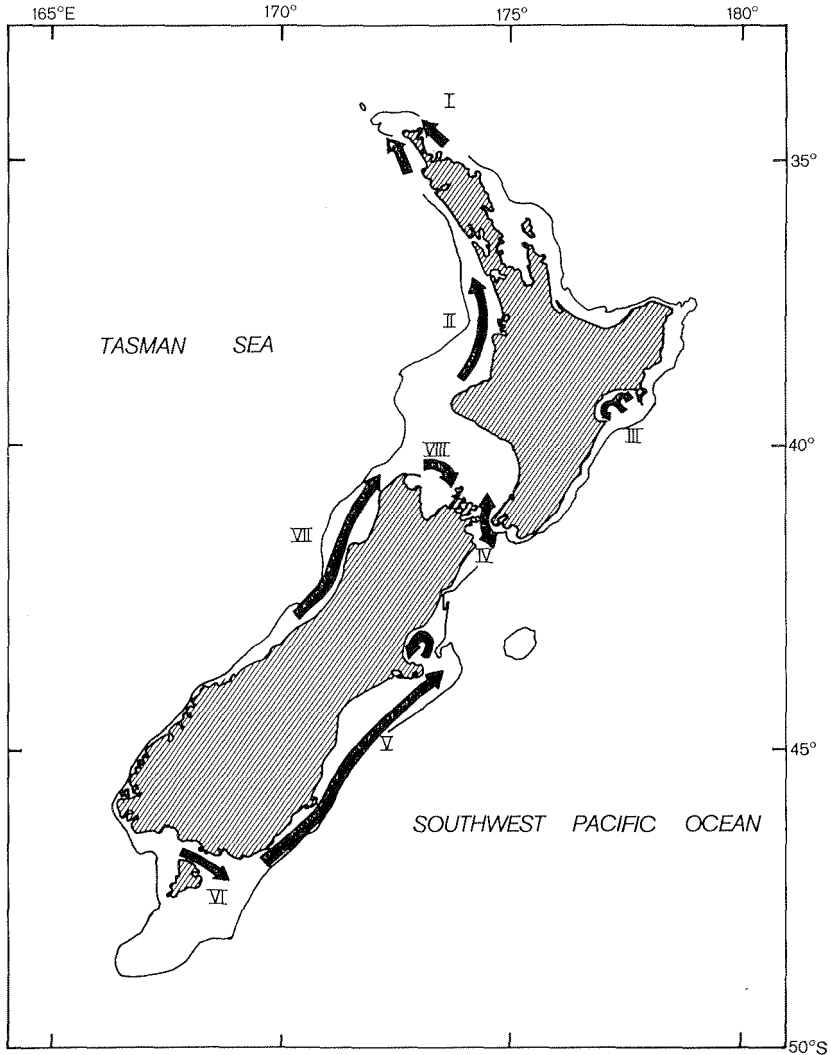 165°E 170° 175° 180°
I
35°
II
TASMAN SEA
III
40°
VIII
VII
IV
V
45°
SOUTHWEST PACIFIC OCEAN
VI
50°S